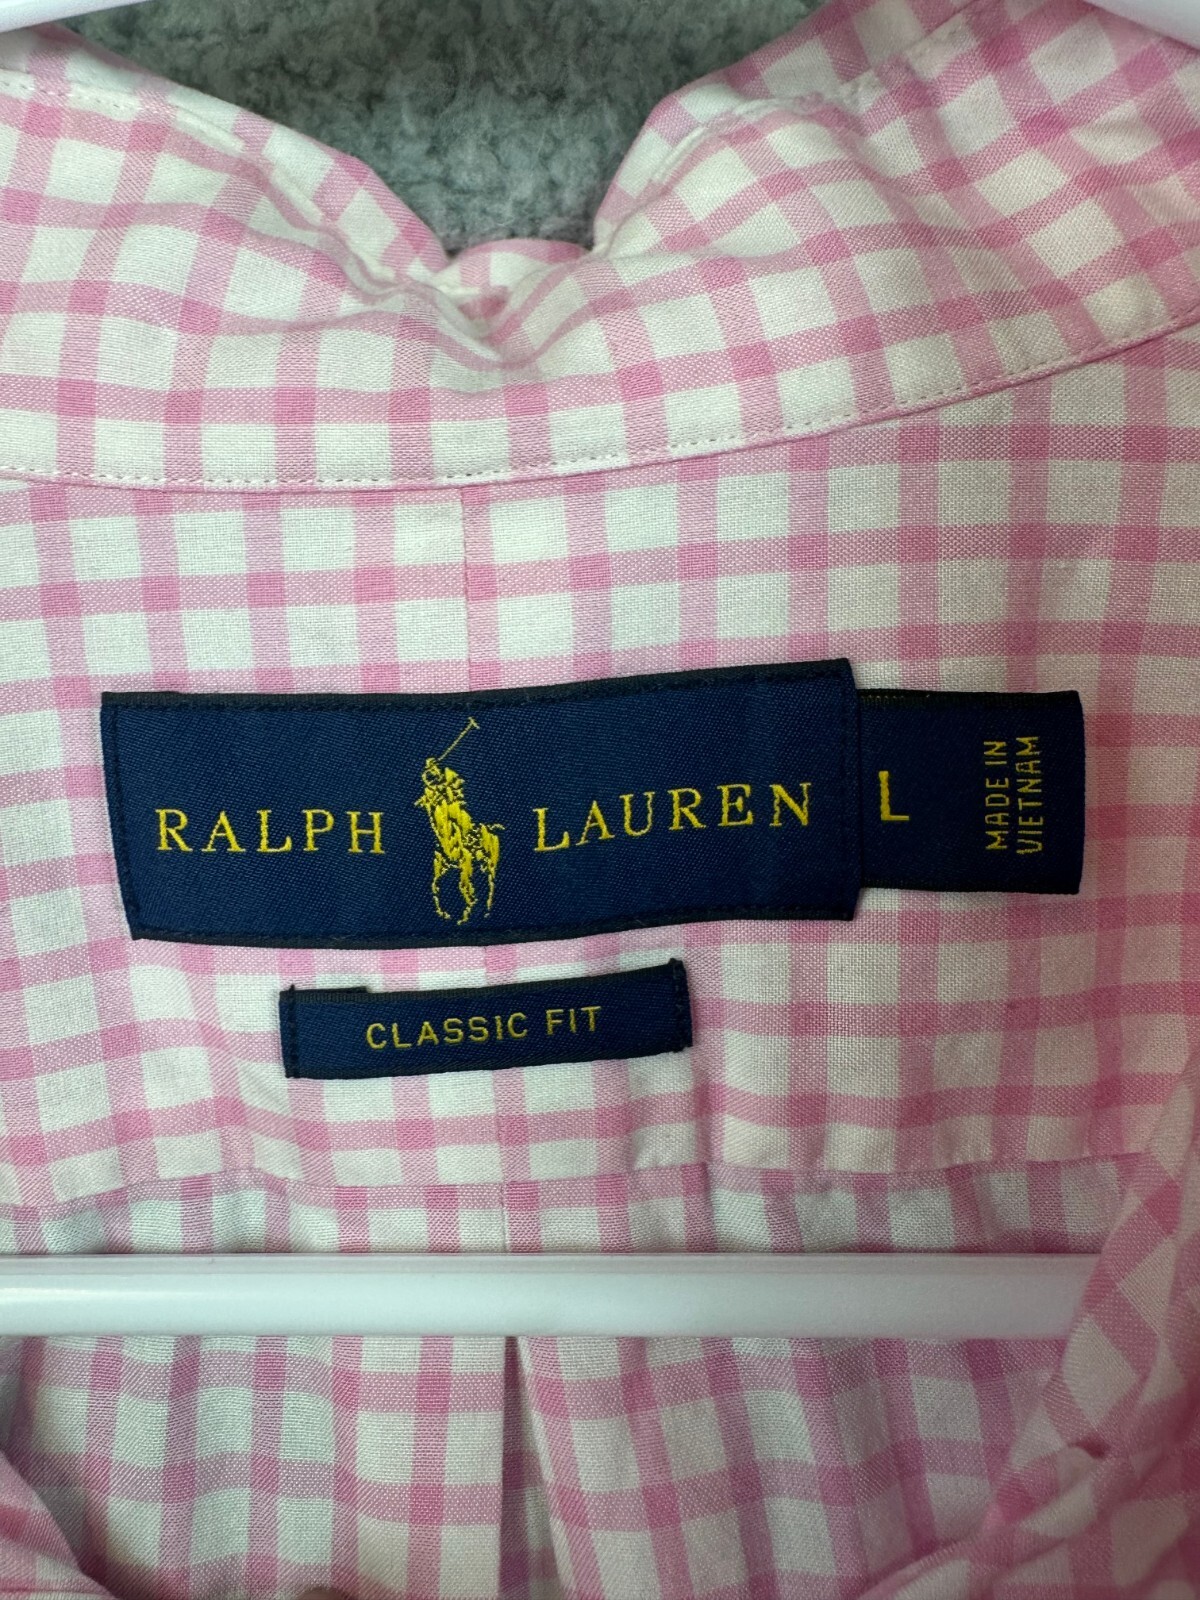 RALPH LAUREN
L
MADE IN
VIETNAM
CLASSIC FIT